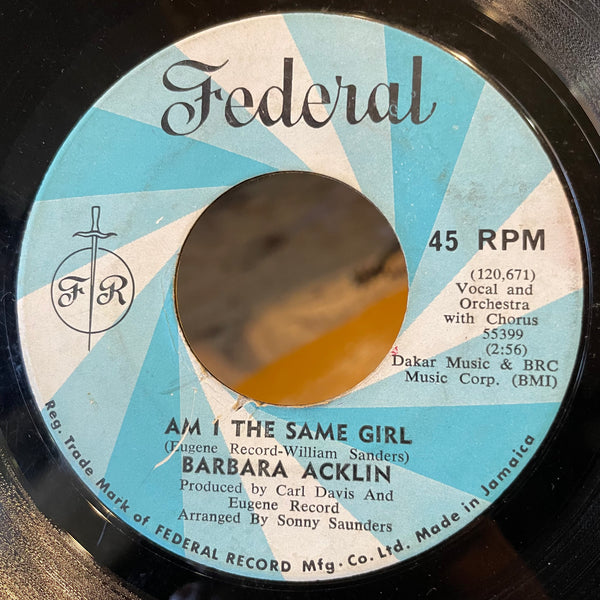 Federal
F R
45 RPM
(120,671)
Vocal and
Orchestra
with Chorus
55399
(2:56)
Dakar Music & BRC
Music Corp. (BMI)
AM I THE SAME GIRL
(Eugene Record-William Sanders)
BARBARA ACKLIN
Produced by Carl Davis And
Eugene Record
Arranged By Sonny Saunders
Reg. Trade Mark of FEDERAL RECORD Mfg. Co. Ltd. Made in Jamaica